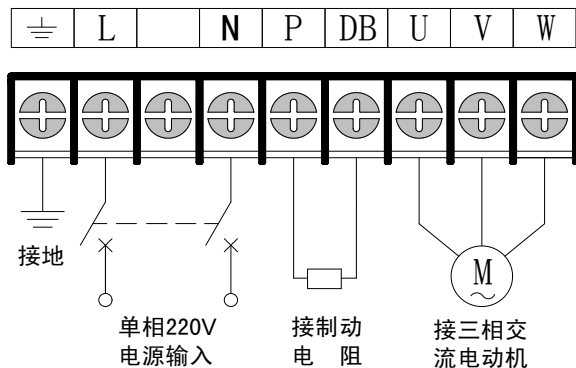 ⏚ L N P DB U V W
接地
M
~
单相220V
电源输入
接制动
电 阻
接三相交
流电动机